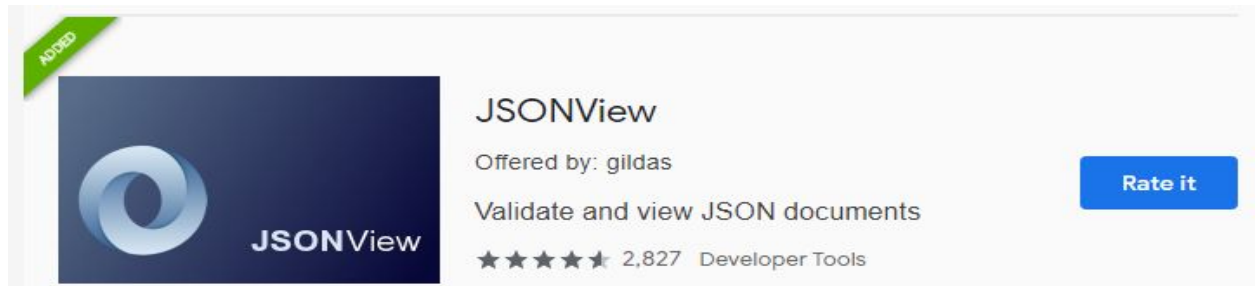 ADDED
JSONView
JSONView
Offered by: gildas
Rate it
Validate and view JSON documents
2,827 Developer Tools